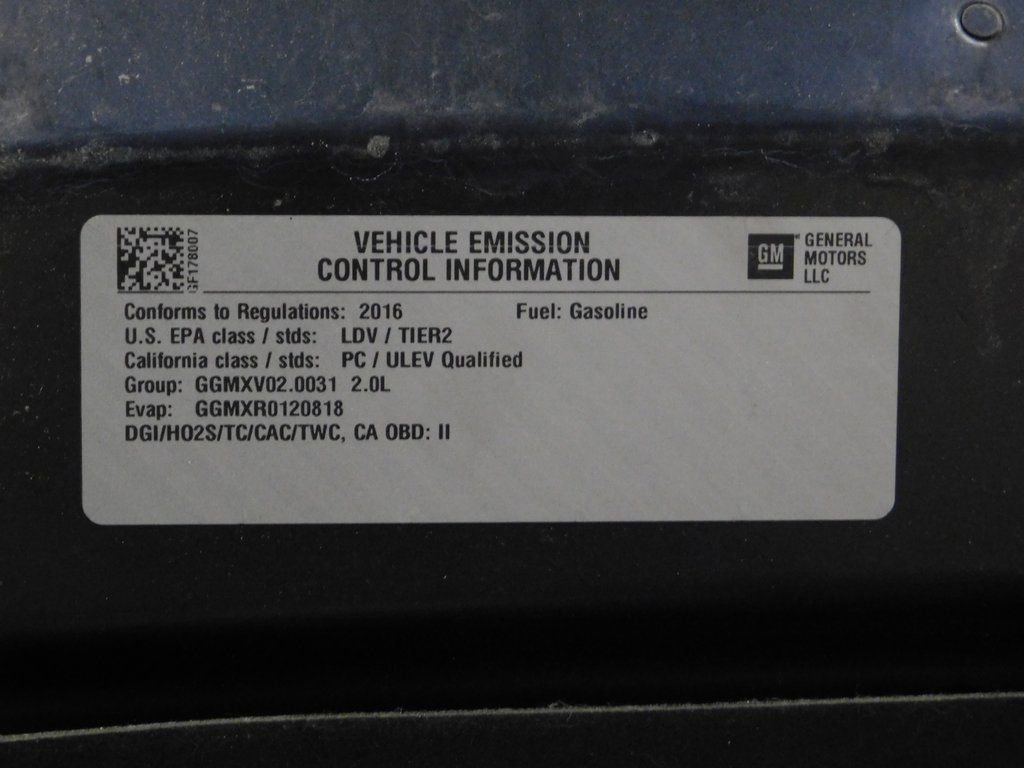 GF178007
VEHICLE EMISSION
CONTROL INFORMATION
GM
GENERAL
MOTORS
LLC
Conforms to Regulations: 2016 Fuel: Gasoline
U.S. EPA class / stds: LDV / TIER2
California class / stds: PC / ULEV Qualified
Group: GGMXV02.0031 2.0L
Evap: GGMXR0120818
DGI/HO2S/TC/CAC/TWC, CA OBD: II